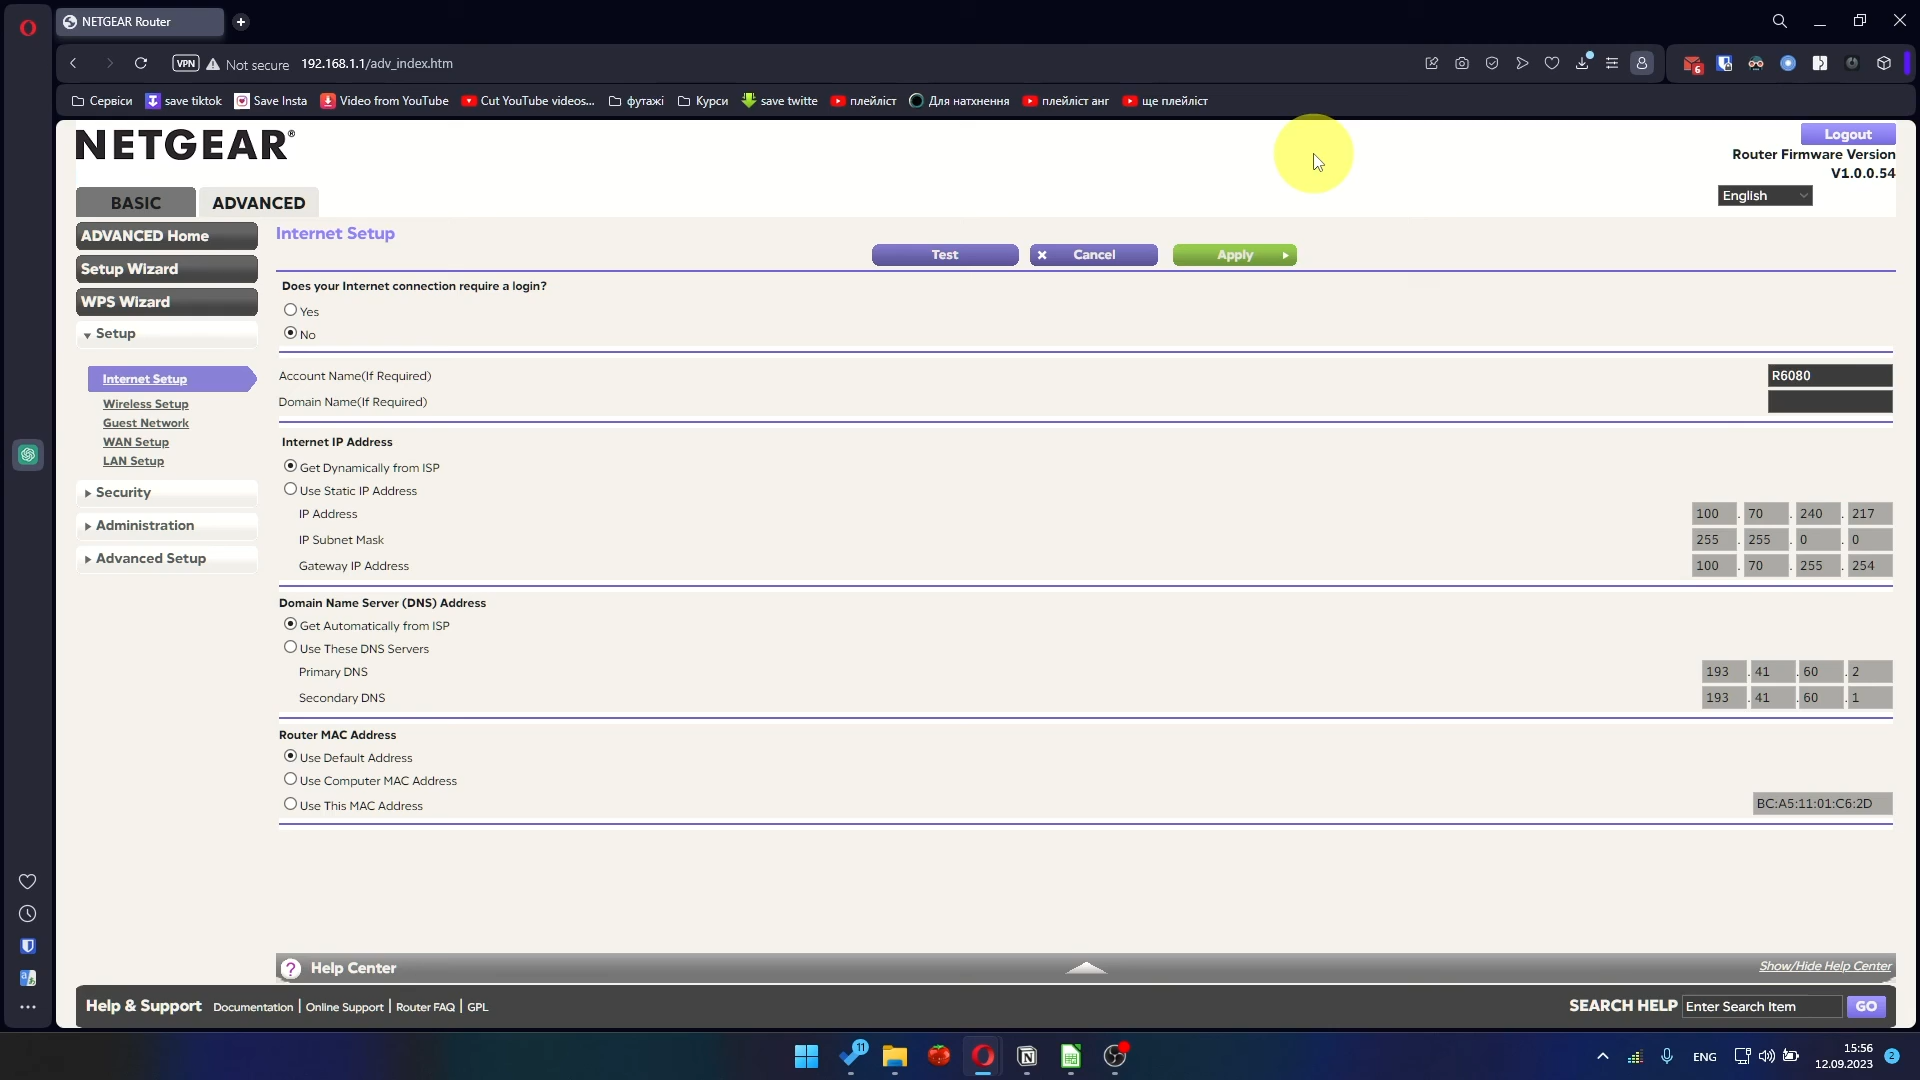 NETGEAR Router
VPN
Not secure
192.168.1.1/adv_index.htm
6
Сервіси
save tiktok
Save Insta
Video from YouTube
Cut YouTube videos...
футажі
Курси
save twitte
плейліст
Для натхнення
плейліст анг
ще плейліст
NETGEAR®
Logout
Router Firmware Version
V1.0.0.54
English
BASIC
ADVANCED
ADVANCED Home
Setup Wizard
WPS Wizard
Setup
Internet Setup
Wireless Setup
Guest Network
WAN Setup
LAN Setup
Security
Administration
Advanced Setup
Internet Setup
Test
Cancel
Apply
Does your Internet connection require a login?
Yes
No
Account Name(If Required)
R6080
Domain Name(If Required)
Internet IP Address
Get Dynamically from ISP
Use Static IP Address
IP Address
100 . 70 . 240 . 217
IP Subnet Mask
255 . 255 . 0 . 0
Gateway IP Address
100 . 70 . 255 . 254
Domain Name Server (DNS) Address
Get Automatically from ISP
Use These DNS Servers
Primary DNS
193 . 41 . 60 . 2
Secondary DNS
193 . 41 . 60 . 1
Router MAC Address
Use Default Address
Use Computer MAC Address
Use This MAC Address
BC:A5:11:01:C6:2D
? Help Center
Show/Hide Help Center
Help & Support
Documentation | Online Support | Router FAQ | GPL
SEARCH HELP
Enter Search Item
GO
11
ENG
15:56
12.09.2023
2